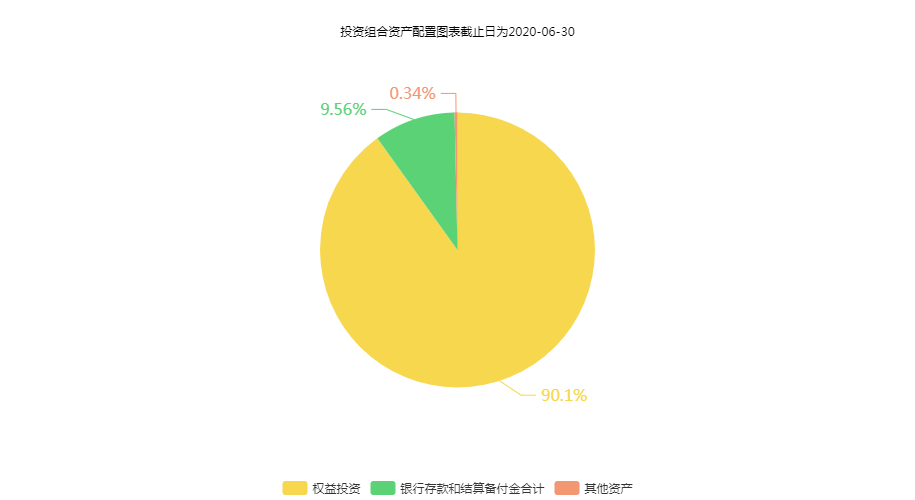 投资组合资产配置图表截止日为2020-06-30
0.34%
9.56%
90.1%
权益投资 银行存款和结算备付金合计 其他资产